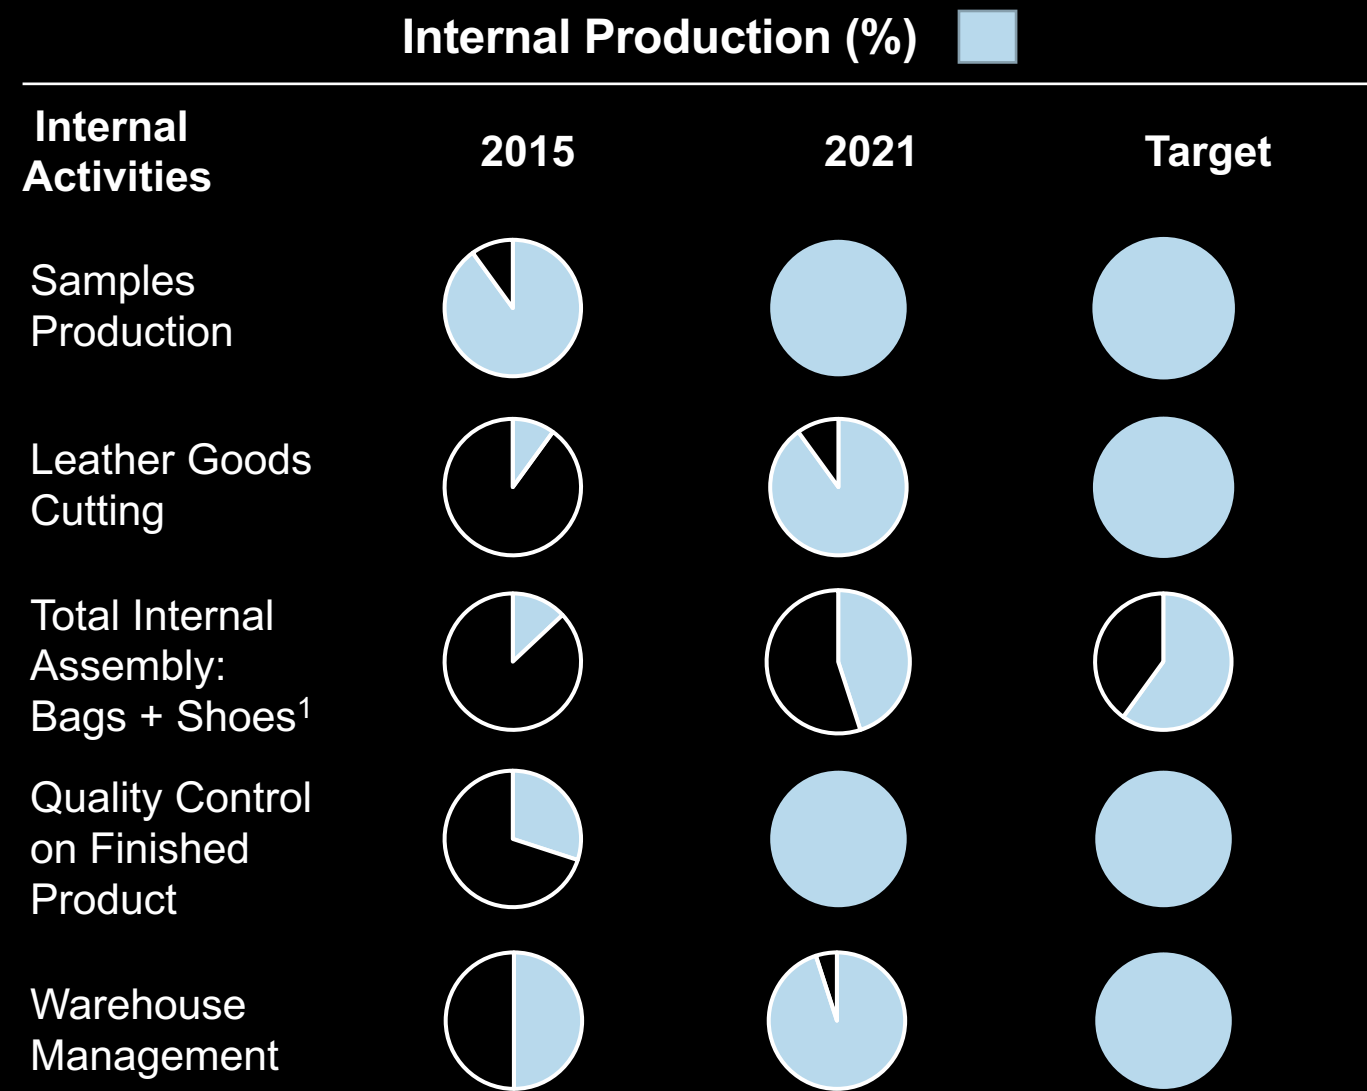 Internal Production (%)
Internal
Activities
2015
2021
Target
Samples
Production
Leather Goods
Cutting
Total Internal
Assembly:
Bags + Shoes¹
Quality Control
on Finished
Product
Warehouse
Management